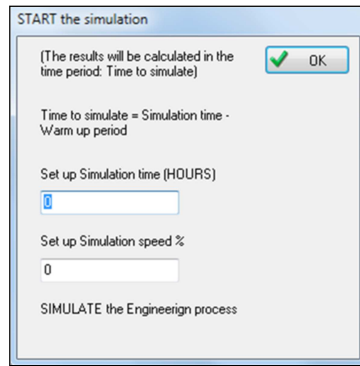 START the simulation
(The results will be calculated in the
time period: Time to simulate)
OK
Time to simulate = Simulation time -
Warm up period
Set up Simulation time (HOURS)
0
Set up Simulation speed %
0
SIMULATE the Engineerign process